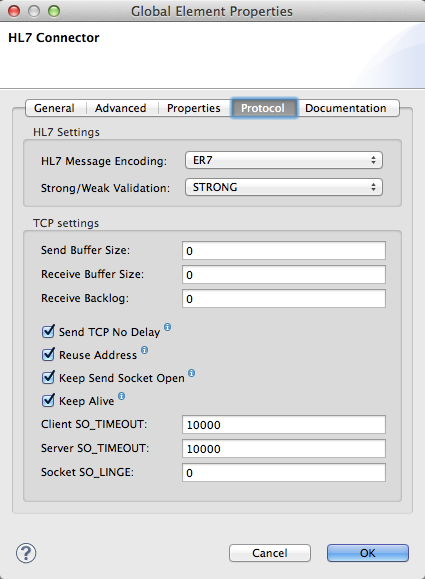 Global Element Properties
HL7 Connector
General Advanced Properties Protocol Documentation
HL7 Settings
HL7 Message Encoding: ER7
Strong/Weak Validation: STRONG
TCP settings
Send Buffer Size: 0
Receive Buffer Size: 0
Receive Backlog: 0
Send TCP No Delay i
Reuse Address i
Keep Send Socket Open i
Keep Alive i
Client SO_TIMEOUT: 10000
Server SO_TIMEOUT: 10000
Socket SO_LINGE: 0
? Cancel OK